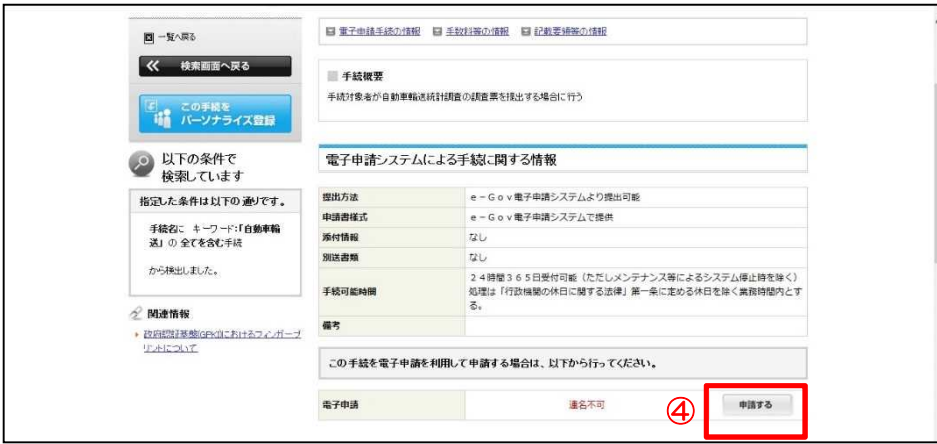 一覧へ戻る
検索画面へ戻る
この手続を
パーソナライズ登録
以下の条件で
検索しています
指定した条件は以下の通りです。
手続名に キーワード:「自動車輸
送」の 全てを含む手続
から検出しました。
関連情報
政府認証基盤(GPKI)におけるフィンガープ
リントについて
電子申請手続の情報 手数料等の情報 記載要領等の情報
手続概要
手続対象者が自動車輸送統計調査の調査票を提出する場合に行う
電子申請システムによる手続に関する情報
提出方法 e-Gov電子申請システムより提出可能
申請書様式 e-Gov電子申請システムで提供
添付情報 なし
別送書類 なし
手続可能時間 24時間365日受付可能(ただしメンテナンス等によるシステム停止時を除く)
処理は「行政機関の休日に関する法律」第一条に定める休日を除く業務時間内とす
る。
備考
この手続を電子申請を利用して申請する場合は、以下から行ってください。
電子申請 連名不可 ④ 申請する